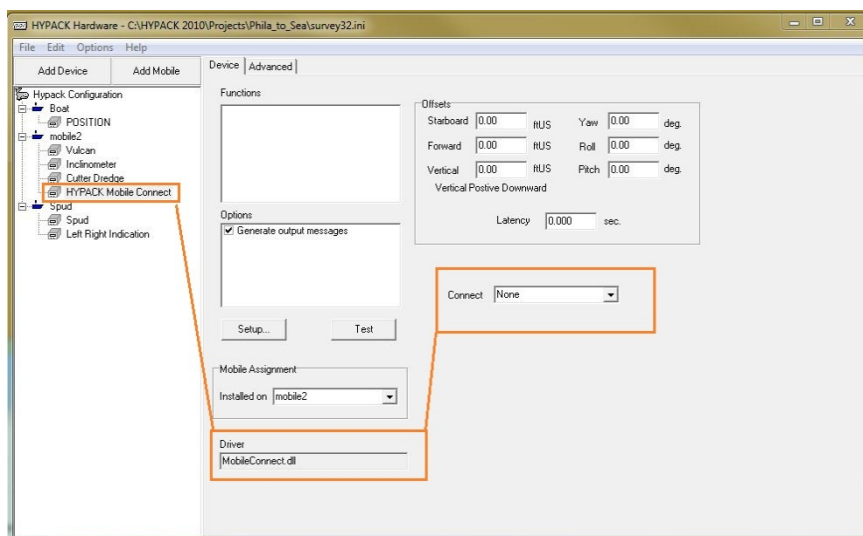 HYPACK Hardware - C:\HYPACK 2010\Projects\Phila_to_Sea\survey32.ini
File Edit Options Help
Add Device Add Mobile
Hypack Configuration
Boat
POSITION
mobile2
Vulcan
Inclinometer
Cutter Dredge
HYPACK Mobile Connect
Spud
Spud
Left Right Indication
Device Advanced
Functions
Options
Generate output messages
Setup... Test
Mobile Assignment
Installed on mobile2
Driver
MobileConnect.dll
Offsets
Starboard 0.00 ftUS Yaw 0.00 deg.
Forward 0.00 ftUS Roll 0.00 deg.
Vertical 0.00 ftUS Pitch 0.00 deg.
Vertical Postive Downward
Latency 0.000 sec.
Connect None